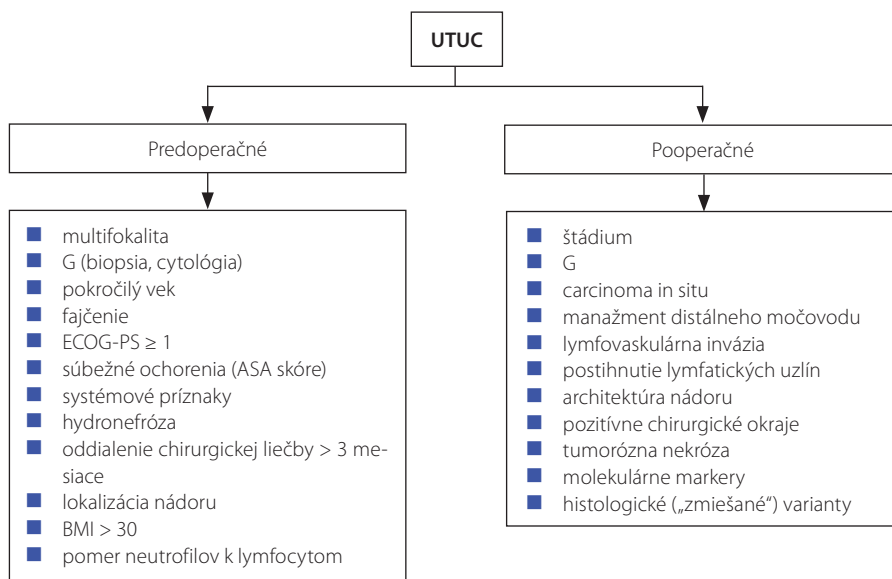 UTUC
Predoperačné
multifokalita
G (biopsia, cytológia)
pokročilý vek
fajčenie
ECOG-PS ≥ 1
súbežné ochorenia (ASA skóre)
systémové príznaky
hydronefróza
oddialenie chirurgickej liečby > 3 me-
siace
lokalizácia nádoru
BMI > 30
pomer neutrofilov k lymfocytom
Pooperačné
štádium
G
carcinoma in situ
manažment distálneho močovodu
lymfovaskulárna invázia
postihnutie lymfatických uzlín
architektúra nádoru
pozitívne chirurgické okraje
tumorózna nekróza
molekulárne markery
histologické („zmiešané“) varianty